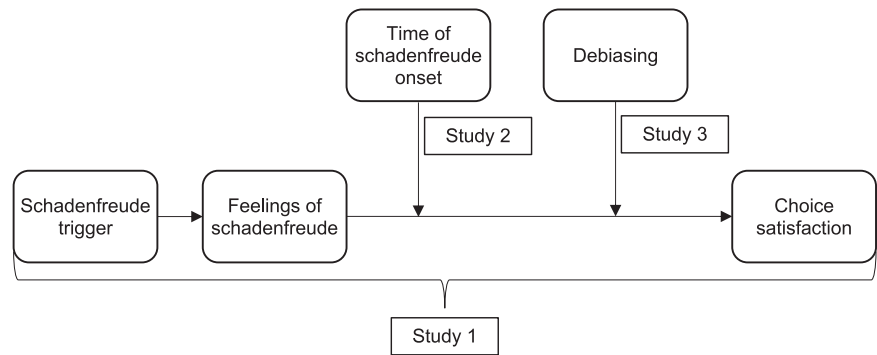 Time of
schadenfreude
onset
Debiasing
Study 2
Study 3
Schadenfreude
trigger
Feelings of
schadenfreude
Choice
satisfaction
Study 1